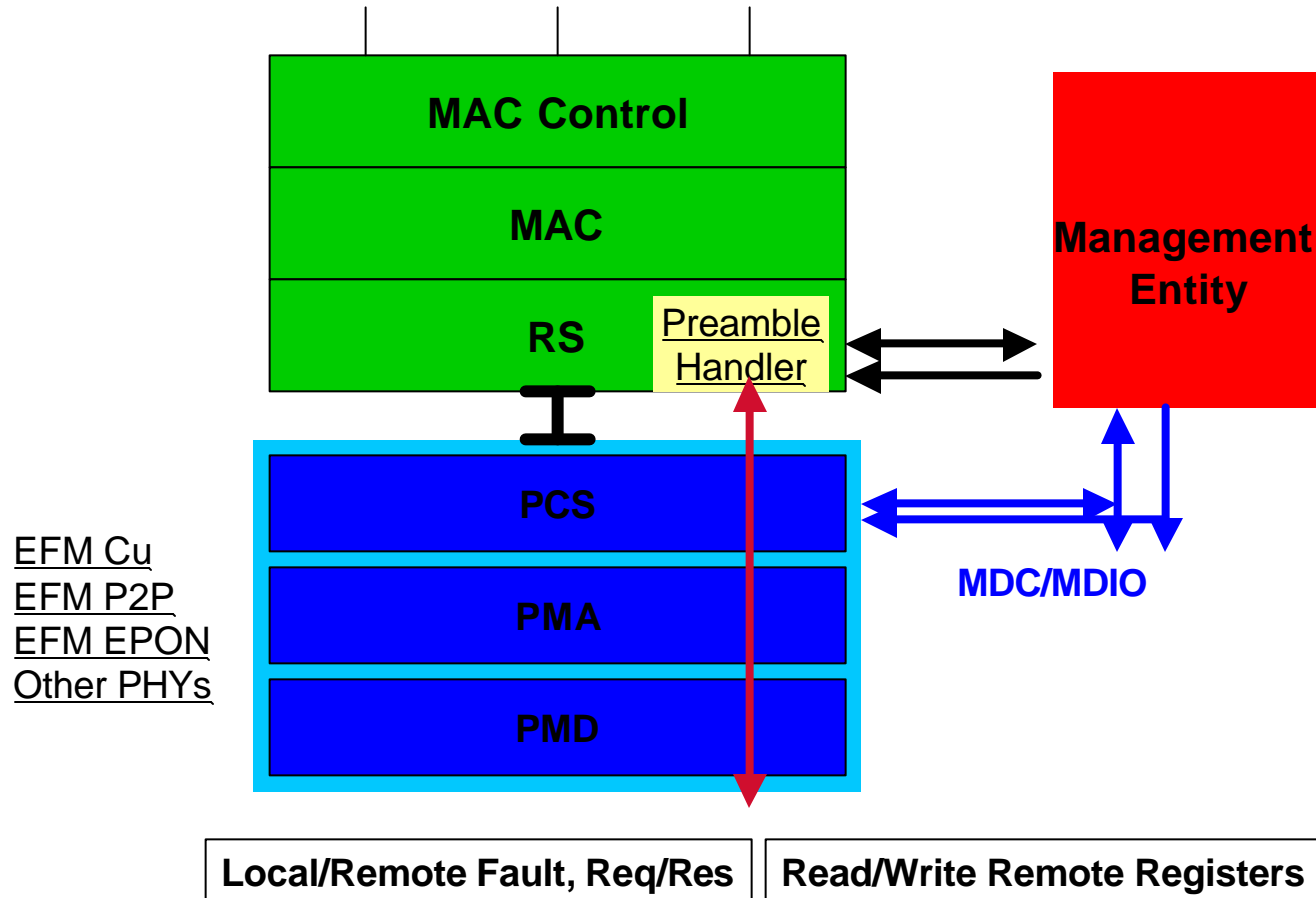 MAC Control
MAC
RS
Preamble
Handler
Management
Entity
PCS
PMA
PMD
EFM Cu
EFM P2P
EFM EPON
Other PHYs
MDC/MDIO
Local/Remote Fault, Req/Res
Read/Write Remote Registers